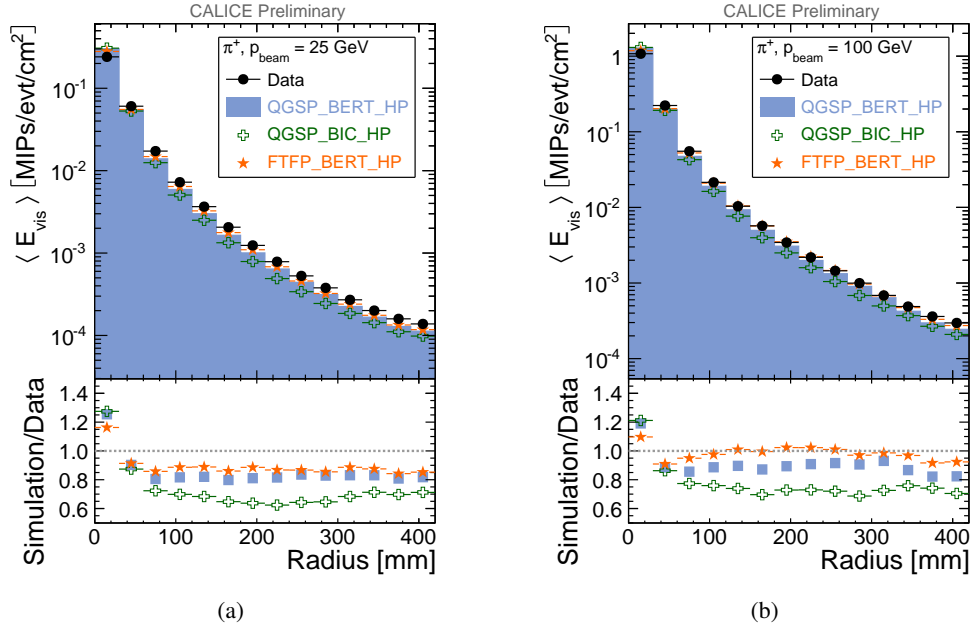 CALICE Preliminary
⟨ E_vis ⟩ [MIPs/evt/cm²]
10⁻¹
10⁻²
10⁻³
10⁻⁴
π⁺, p_beam = 25 GeV
Data
QGSP_BERT_HP
QGSP_BIC_HP
FTFP_BERT_HP
Simulation/Data
1.4
1.2
1.0
0.8
0.6
0 100 200 300 400
Radius [mm]
(a)
CALICE Preliminary
⟨ E_vis ⟩ [MIPs/evt/cm²]
1
10⁻¹
10⁻²
10⁻³
10⁻⁴
π⁺, p_beam = 100 GeV
Data
QGSP_BERT_HP
QGSP_BIC_HP
FTFP_BERT_HP
Simulation/Data
1.4
1.2
1.0
0.8
0.6
0 100 200 300 400
Radius [mm]
(b)